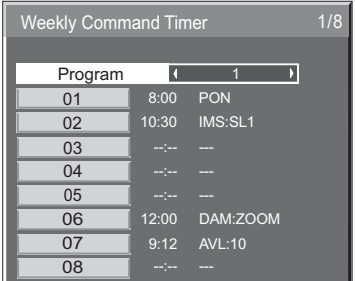 Weekly Command Timer 1/8
Program 1
01 8:00 PON
02 10:30 IMS:SL1
03 --:-- ---
04 --:-- ---
05 --:-- ---
06 12:00 DAM:ZOOM
07 9:12 AVL:10
08 --:-- ---